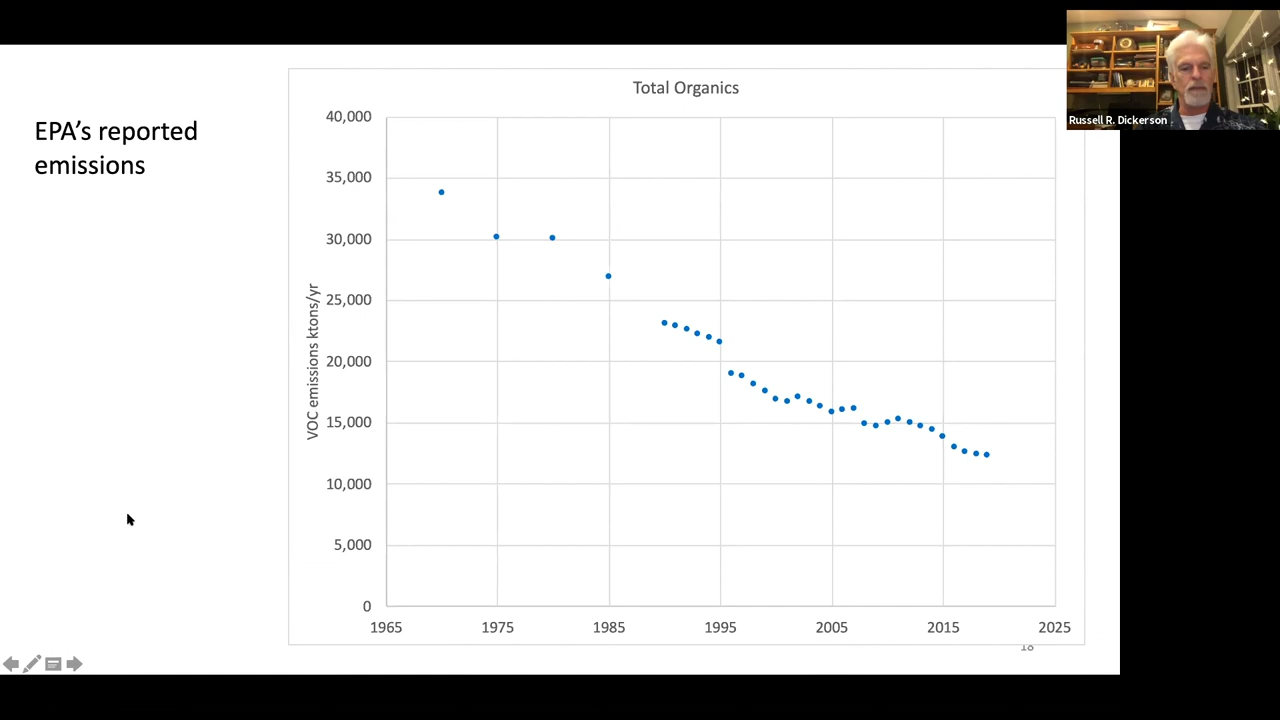 EPA's reported
emissions
Total Organics
VOC emissions ktons/yr
40,000
35,000
30,000
25,000
20,000
15,000
10,000
5,000
0
1965 1975 1985 1995 2005 2015 2025
18
Russell R. Dickerson